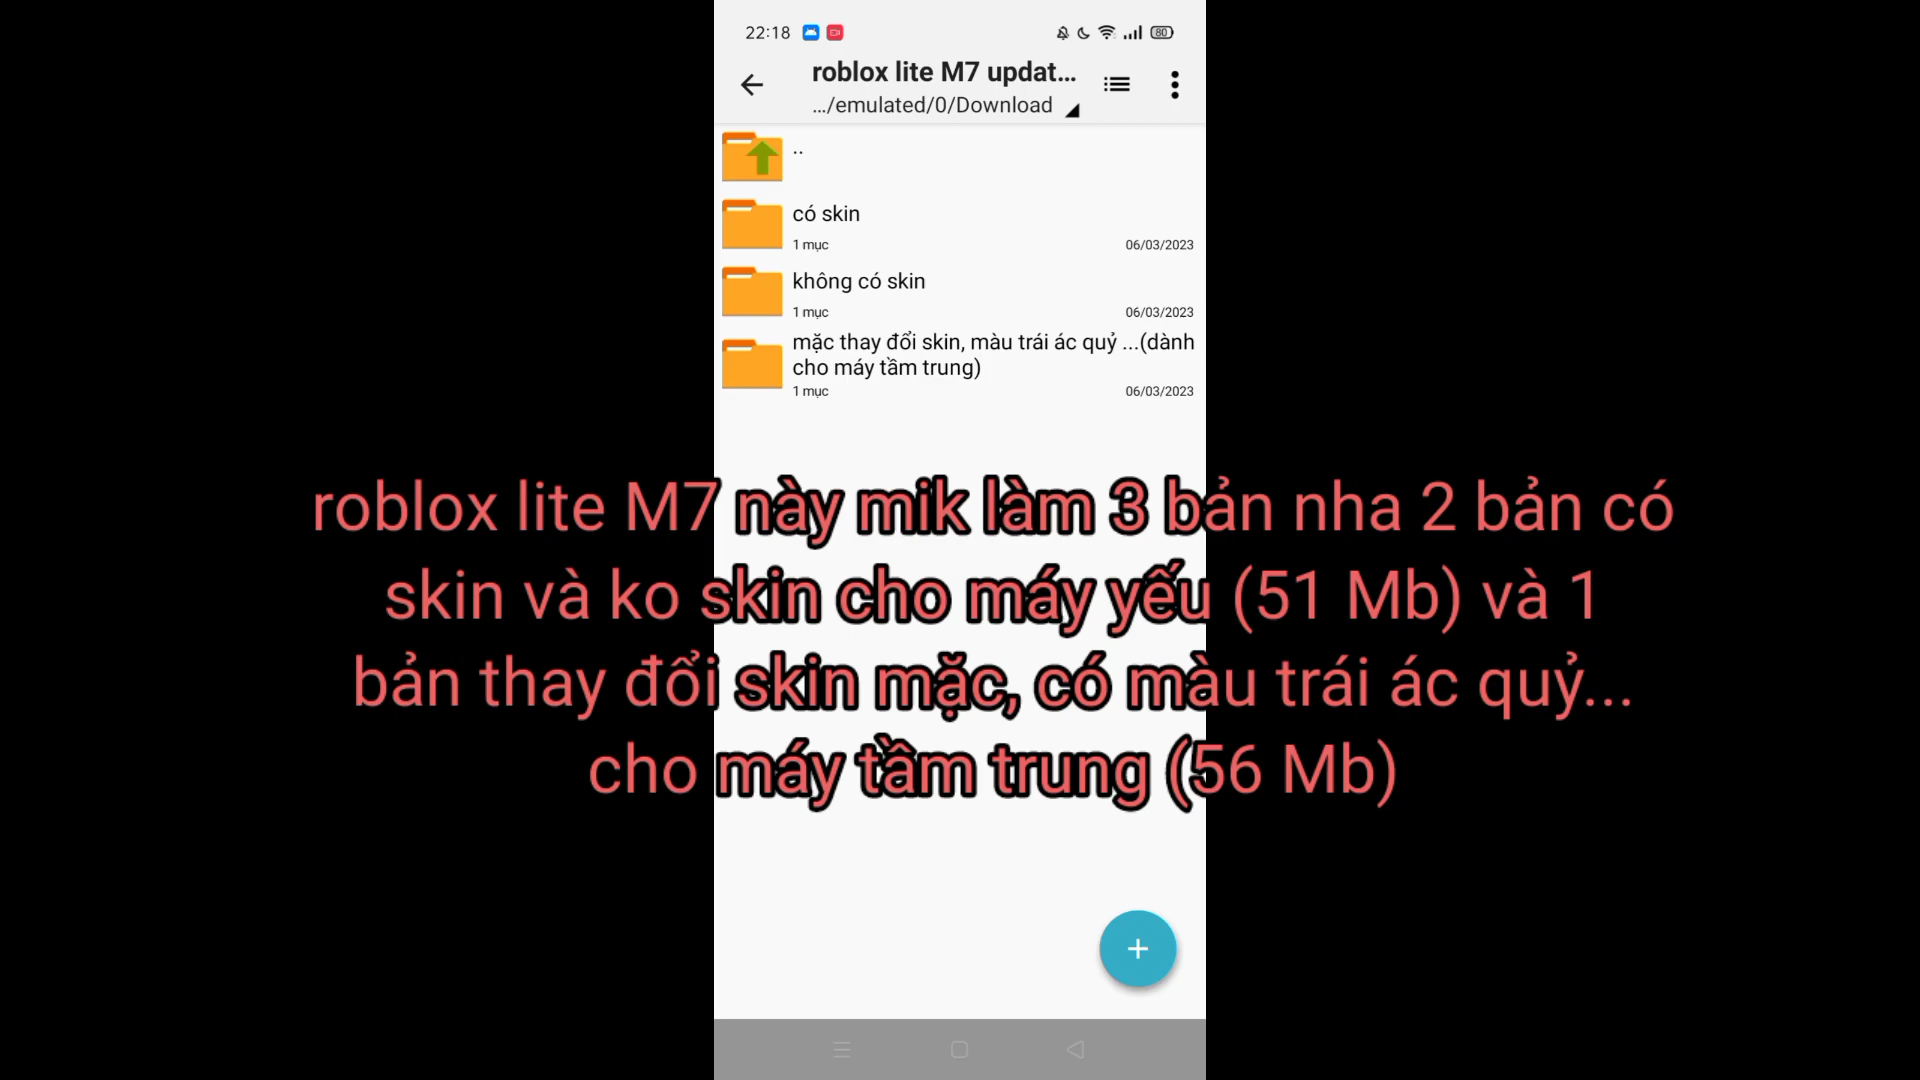 22:18
80
roblox lite M7 updat...
.../emulated/0/Download
..
có skin
1 mục
06/03/2023
không có skin
1 mục
06/03/2023
mặc thay đổi skin, màu trái ác quỷ ...(dành
cho máy tầm trung)
1 mục
06/03/2023
roblox lite M7 này mik làm 3 bản nha 2 bản có
skin và ko skin cho máy yếu (51 Mb) và 1
bản thay đổi skin mặc, có màu trái ác quỷ...
cho máy tầm trung (56 Mb)